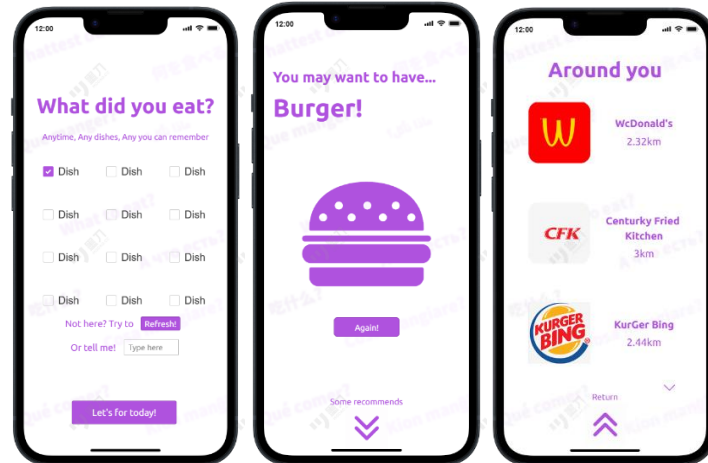 12:00
What did you eat?
Anytime, Any dishes, Any you can remember
Dish Dish Dish
Dish Dish Dish
Dish Dish Dish
Dish Dish Dish
Not here? Try to Refresh!
Or tell me! Type here
Let's for today!
12:00
You may want to have...
Burger!
Again!
Some recommends
12:00
Around you
WcDonald's
2.32km
CFK
Centurky Fried
Kitchen
3km
KURGER
BING
KurGer Bing
2.44km
Return